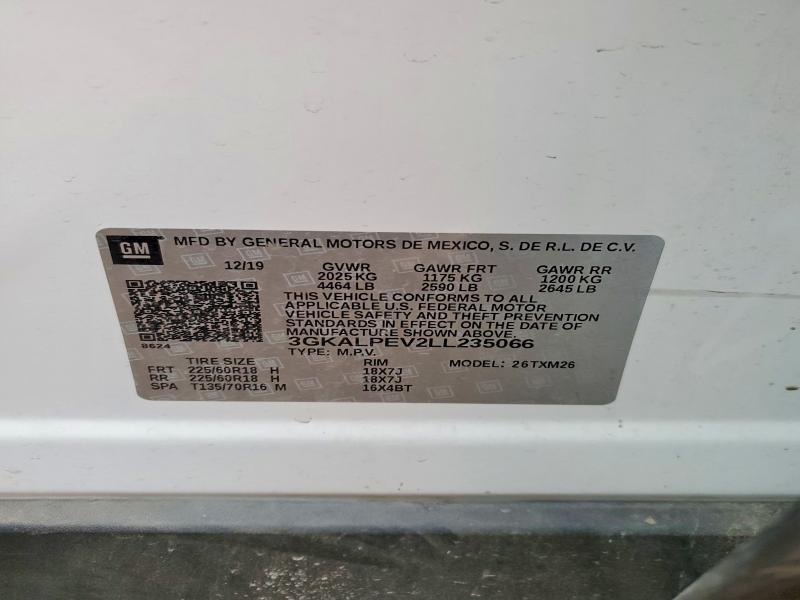 GM MFD BY GENERAL MOTORS DE MEXICO, S. DE R.L. DE C.V.
12/19 GVWR GAWR FRT GAWR RR
2025 KG 1175 KG 1200 KG
4464 LB 2590 LB 2645 LB
THIS VEHICLE CONFORMS TO ALL
APPLICABLE U.S. FEDERAL MOTOR
VEHICLE SAFETY AND THEFT PREVENTION
STANDARDS IN EFFECT ON THE DATE OF
MANUFACTURE SHOWN ABOVE.
8624 3GKALPEV2LL235066
TYPE: M.P.V. MODEL: 26TXM26
TIRE SIZE RIM
FRT 225/60R18 H 18X7J
RR 225/60R18 H 18X7J
SPA T135/70R16 M 16X4BT